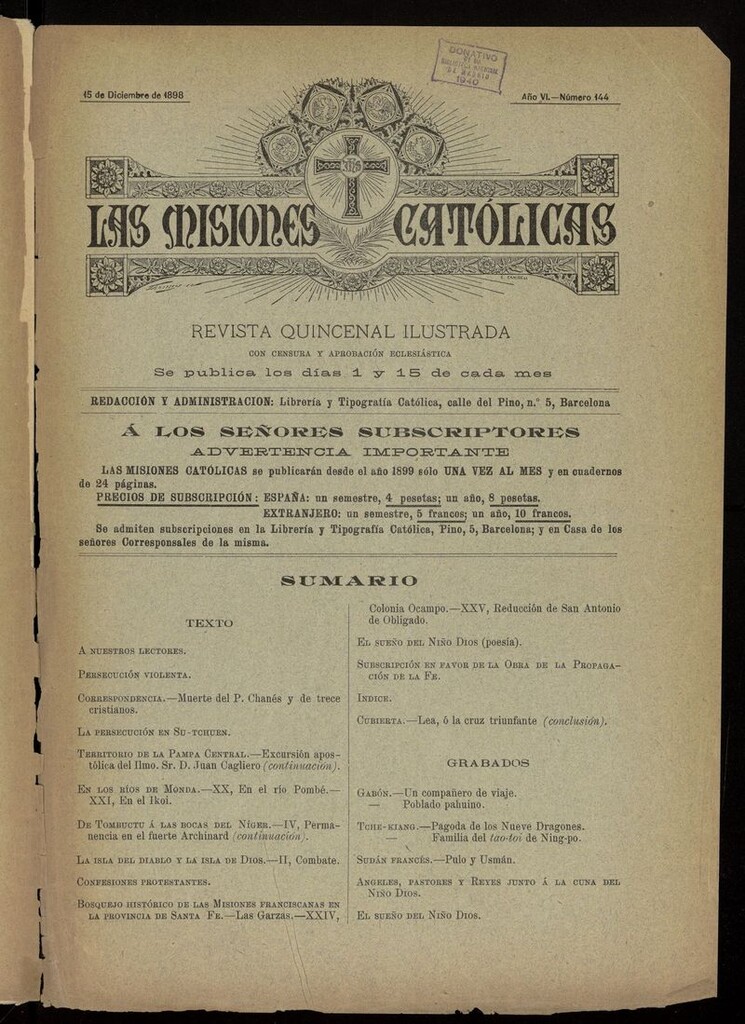 DONATIVO
DE MADRID
1940
15 de Diciembre de 1898
Año VI.—Número 144
LAS MISIONES CATÓLICAS
REVISTA QUINCENAL ILUSTRADA
CON CENSURA Y APROBACIÓN ECLESIÁSTICA
Se publica los días 1 y 15 de cada mes
REDACCIÓN Y ADMINISTRACION: Librería y Tipografía Católica, calle del Pino, n.º 5, Barcelona
Á LOS SEÑORES SUBSCRIPTORES
ADVERTENCIA IMPORTANTE
LAS MISIONES CATÓLICAS se publicarán desde el año 1899 sólo UNA VEZ AL MES y en cuadernos
de 24 páginas.
PRECIOS DE SUBSCRIPCIÓN: ESPAÑA: un semestre, 4 pesetas; un año, 8 pesetas.
EXTRANJERO: un semestre, 5 francos; un año, 10 francos.
Se admiten subscripciones en la Librería y Tipografía Católica, Pino, 5, Barcelona; y en Casa de los
señores Corresponsales de la misma.
SUMARIO
TEXTO
A NUESTROS LECTORES.
PERSECUCIÓN VIOLENTA.
CORRESPONDENCIA.—Muerte del P. Chanés y de trece
cristianos.
LA PERSECUCIÓN EN SU-TCHUEN.
TERRITORIO DE LA PAMPA CENTRAL.—Excursión apos-
tólica del Ilmo. Sr. D. Juan Cagliero (continuación).
EN LOS RÍOS DE MONDA.—XX, En el río Pombé.—
XXI, En el Ikoi.
DE TOMBUCTU Á LAS BOCAS DEL NÍGER.—IV, Perma-
nencia en el fuerte Archinard (continuación).
LA ISLA DEL DIABLO Y LA ISLA DE DIOS.—II, Combate.
CONFESIONES PROTESTANTES.
BOSQUEJO HISTÓRICO DE LAS MISIONES FRANCISCANAS EN
LA PROVINCIA DE SANTA FE.—Las Garzas.—XXIV,
Colonia Ocampo.—XXV, Reducción de San Antonio
de Obligado.
EL SUEÑO DEL NIÑO DIOS (poesía).
SUBSCRIPCIÓN EN FAVOR DE LA OBRA DE LA PROPAGA-
CIÓN DE LA FE.
INDICE.
CUBIERTA.—Lea, ó la cruz triunfante (conclusión).
GRABADOS
GABÓN.—Un compañero de viaje.
— Poblado pahuino.
TCHE-KIANG.—Pagoda de los Nueve Dragones.
— Familia del tao-toi de Ning-po.
SUDÁN FRANCÉS.—Pulo y Usmán.
ANGELES, PASTORES Y REYES JUNTO Á LA CUNA DEL
NIÑO DIOS.
EL SUEÑO DEL NIÑO DIOS.